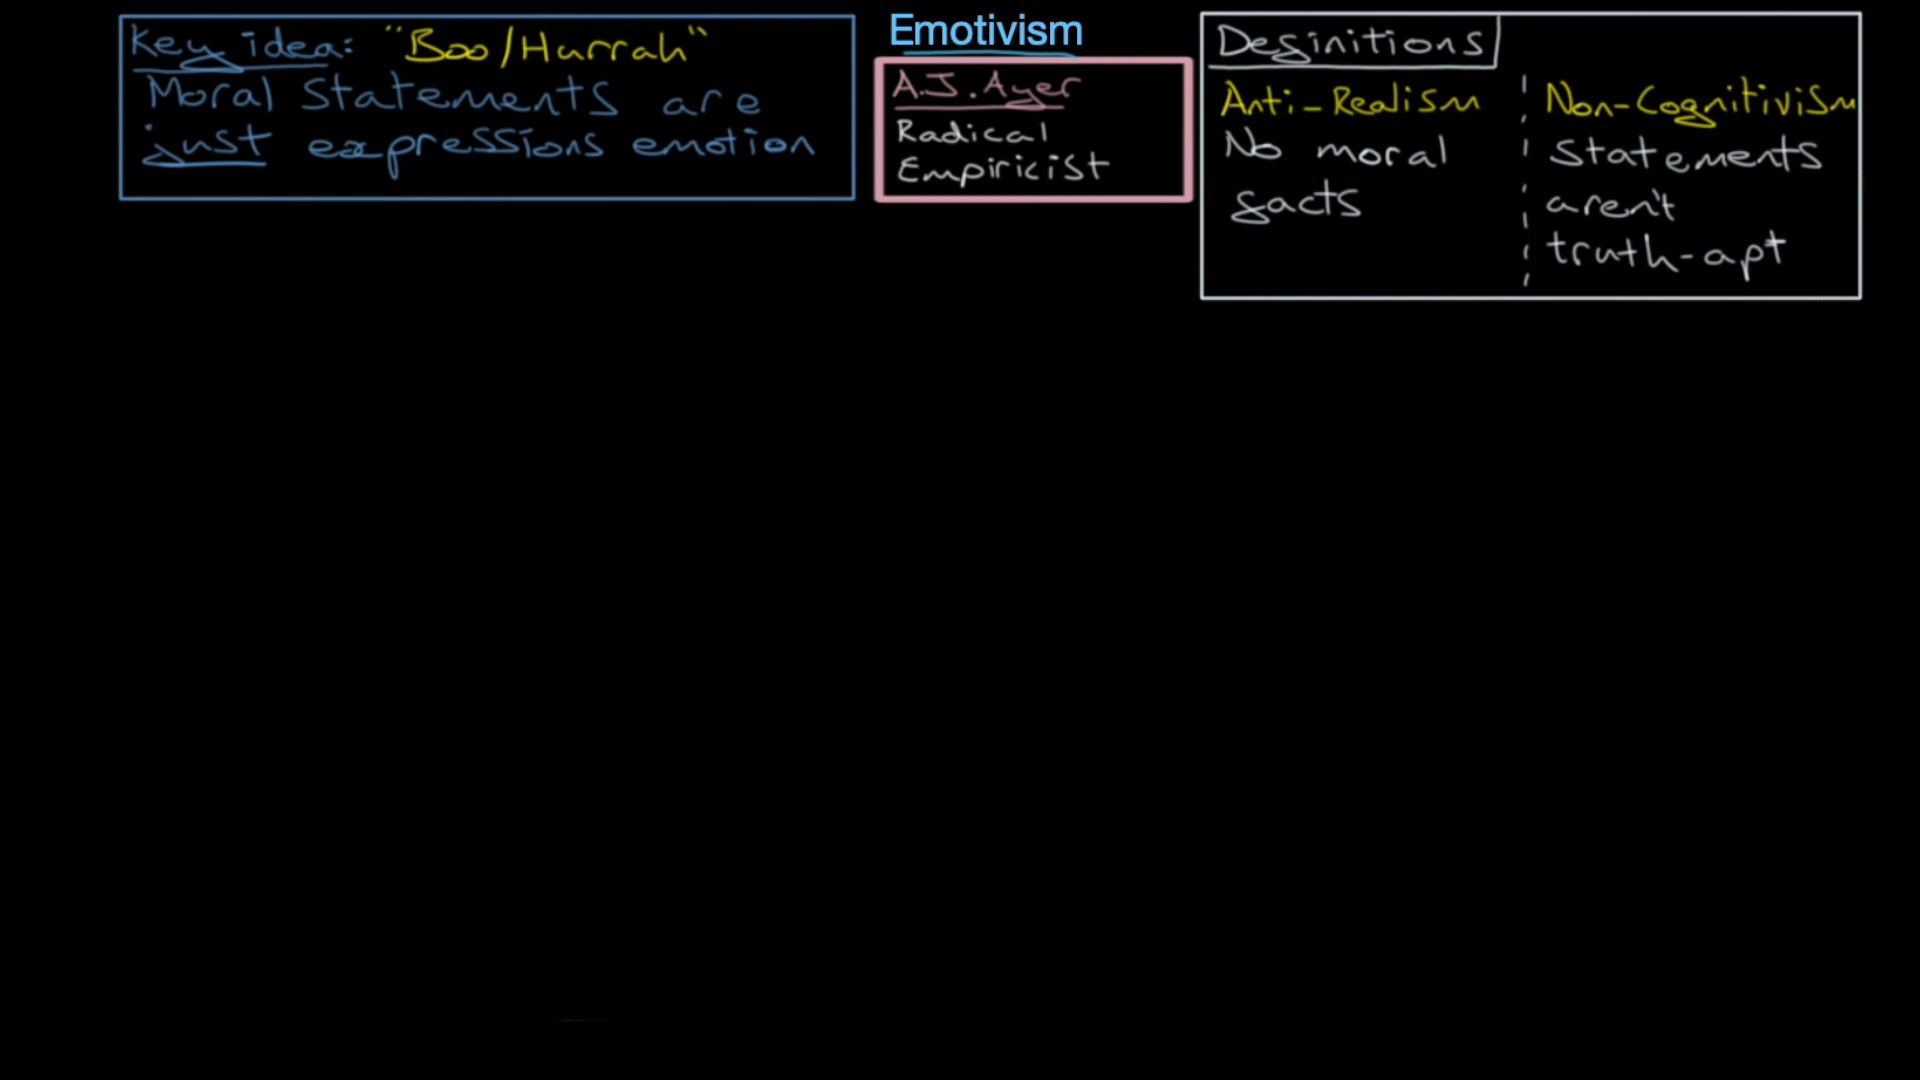 Emotivism
Key idea: "Boo/Hurrah"
Moral statements are
just expressions emotion
A.J. Ayer
Radical
Empiricist
Definitions
Anti-Realism
No moral
facts
Non-Cognitivism
Statements
aren't
truth-apt